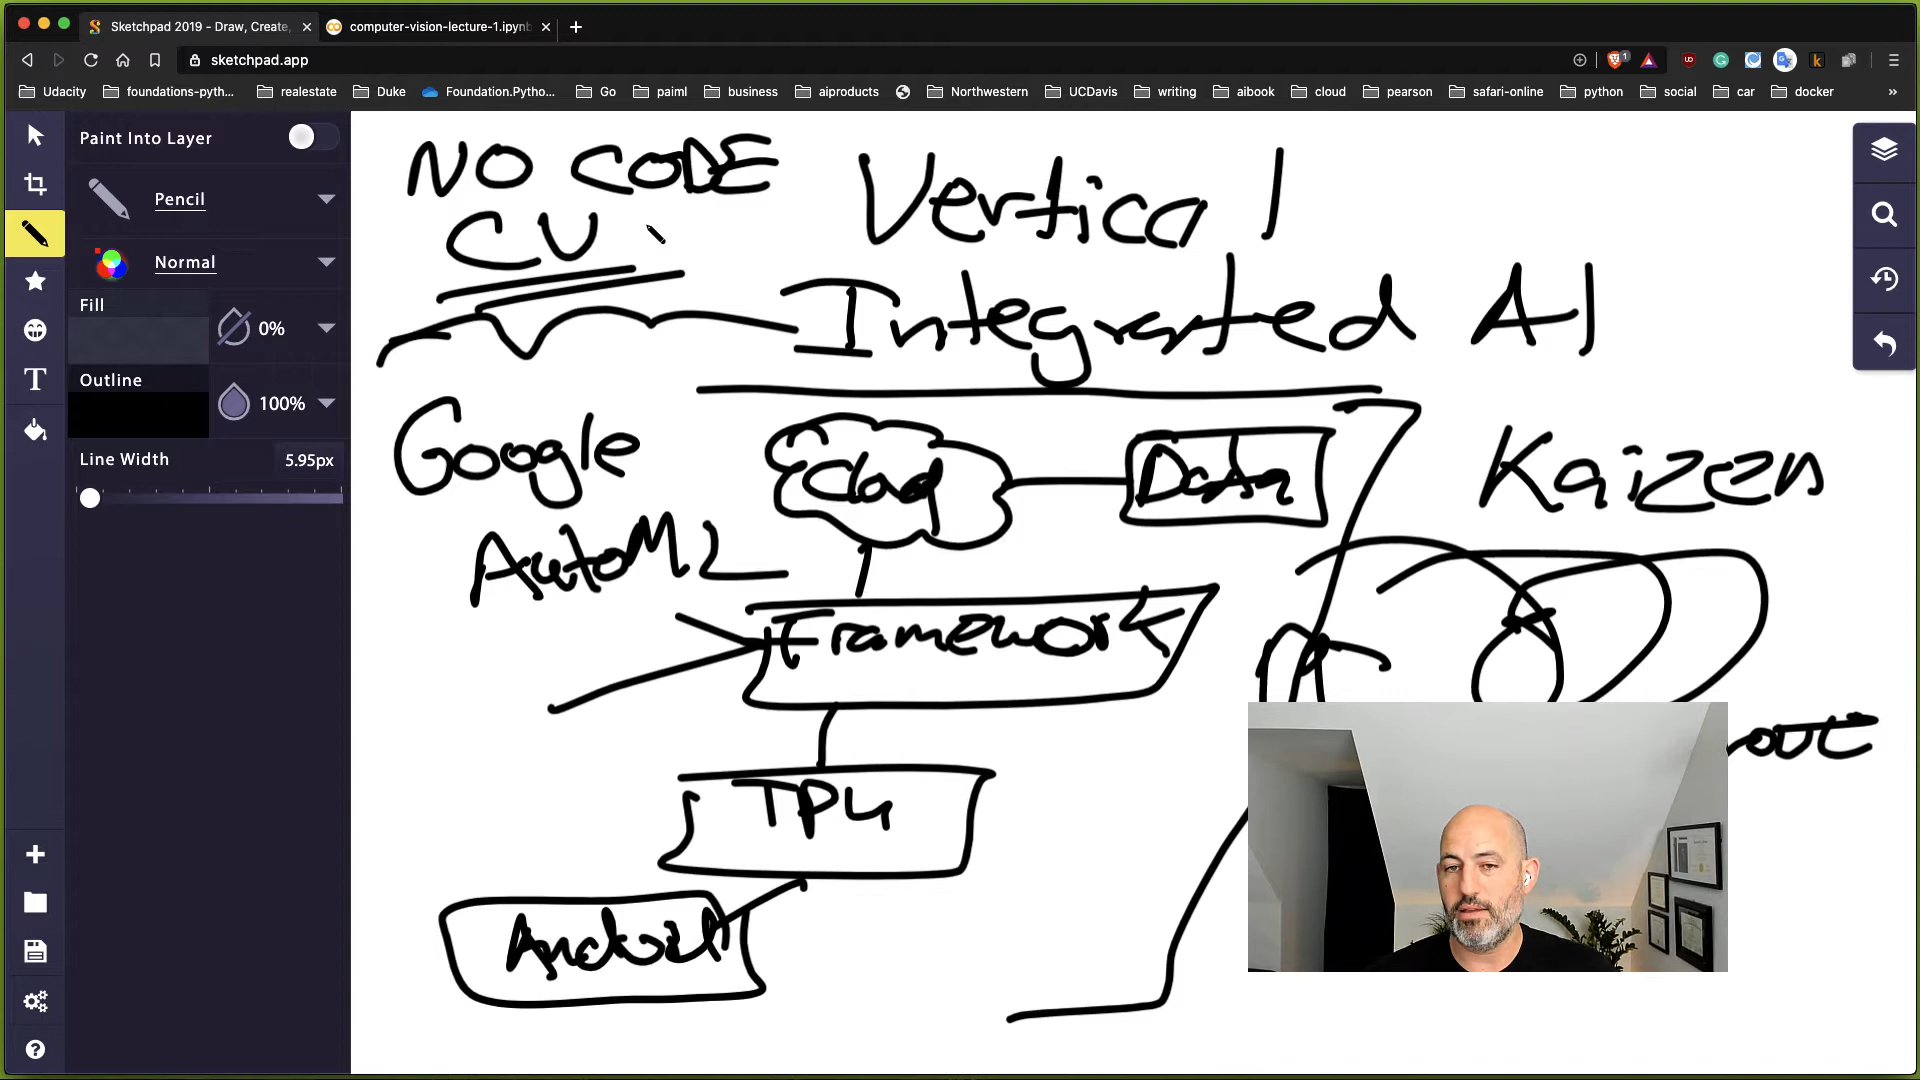 Sketchpad 2019 - Draw, Create,
computer-vision-lecture-1.ipynb
sketchpad.app
1
Udacity
foundations-pyth...
realestate
Duke
Foundation.Pytho...
Go
paiml
business
aiproducts
Northwestern
UCDavis
writing
aibook
cloud
pearson
safari-online
python
social
car
docker
»
Paint Into Layer
Pencil
Normal
Fill
0%
Outline
100%
Line Width
5.95px
T
NO CODE
CV
Vertical
Integrated AI
Google
AutoML
Cloud
Data
Kaizen
Framework
TPU
Android
out